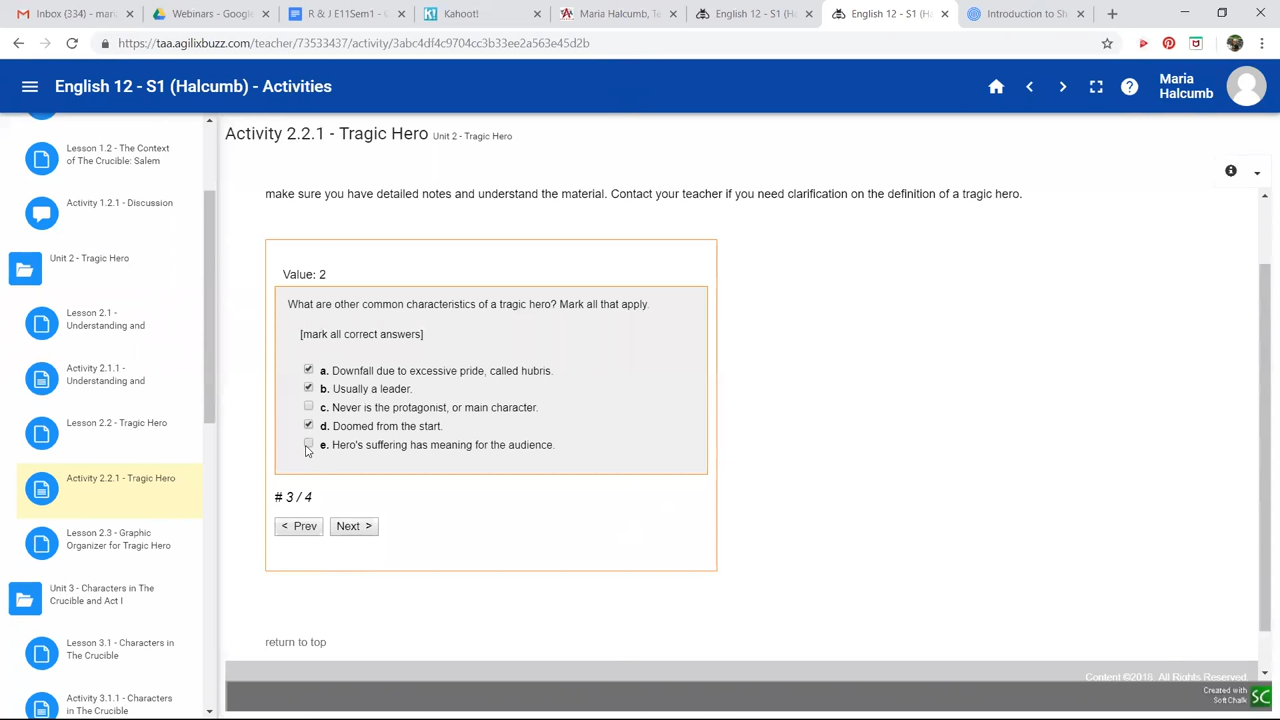 Inbox (334) - mari
Webinars - Google
R & J E11Sem1 - G
Kahoot!
Maria Halcumb, Te
English 12 - S1 (H
English 12 - S1 (H
Introduction to Sh
https://taa.agilixbuzz.com/teacher/73533437/activity/3abc4df4c9704cc3b33ee2a563e45d2b
English 12 - S1 (Halcumb) - Activities
Maria
Halcumb
Lesson 1.2 - The Context
of The Crucible: Salem
Activity 1.2.1 - Discussion
Unit 2 - Tragic Hero
Lesson 2.1 -
Understanding and
Activity 2.1.1 -
Understanding and
Lesson 2.2 - Tragic Hero
Activity 2.2.1 - Tragic Hero
Lesson 2.3 - Graphic
Organizer for Tragic Hero
Unit 3 - Characters in The
Crucible and Act I
Lesson 3.1 - Characters in
The Crucible
Activity 3.1.1 - Characters
in The Crucible
Activity 2.2.1 - Tragic Hero Unit 2 - Tragic Hero
make sure you have detailed notes and understand the material. Contact your teacher if you need clarification on the definition of a tragic hero.
Value: 2
What are other common characteristics of a tragic hero? Mark all that apply.
[mark all correct answers]
a. Downfall due to excessive pride, called hubris.
b. Usually a leader.
c. Never is the protagonist, or main character.
d. Doomed from the start.
e. Hero's suffering has meaning for the audience.
# 3 / 4
< Prev
Next >
return to top
Content ©2018. All Rights Reserved.
Created with
SoftChalk
SC